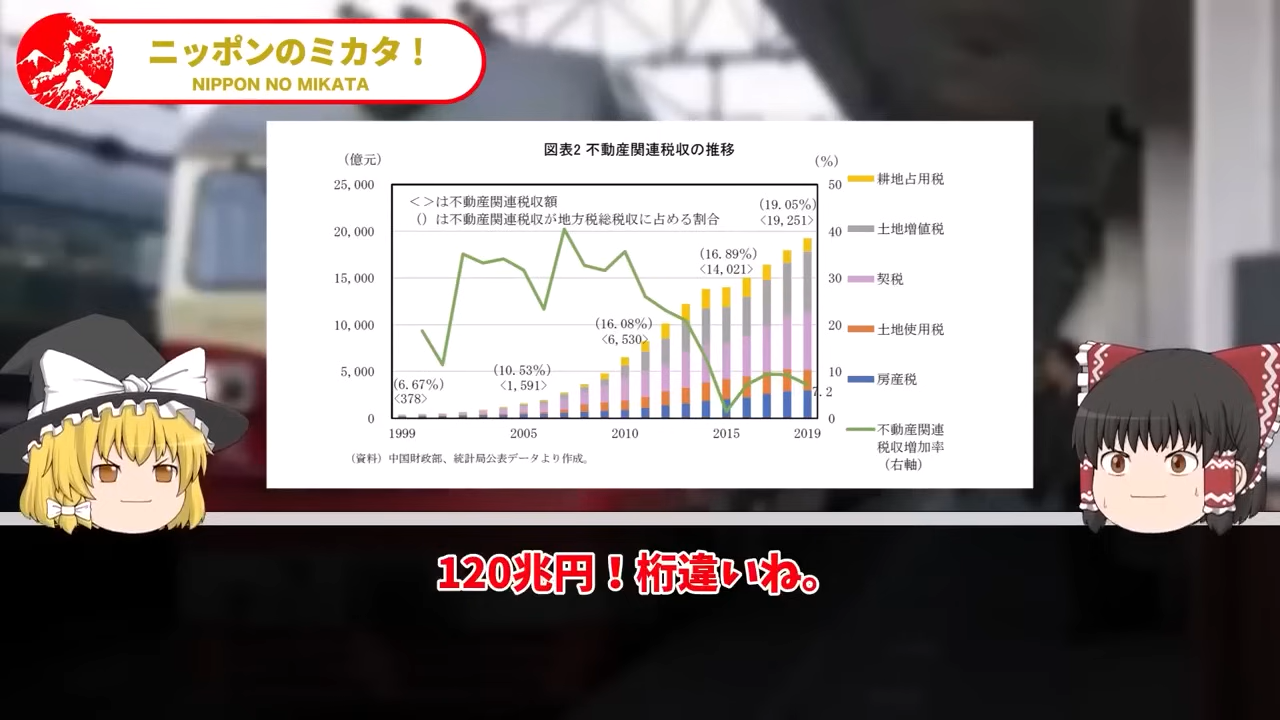 ニッポンのミカタ！
NIPPON NO MIKATA
図表2 不動産関連税収の推移
（億元）
（%）
25,000
20,000
15,000
10,000
5,000
0
50
40
30
20
10
0
＜＞は不動産関連税収額
（）は不動産関連税収が地方税総税収に占める割合
(6.67%)
<378>
(10.53%)
<1,591>
(16.08%)
<6,530>
(16.89%)
<14,021>
(19.05%)
<19,251>
7.2
1999
2005
2010
2015
2019
耕地占用税
土地増値税
契税
土地使用税
房産税
不動産関連
税収増加率
（右軸）
（資料）中国財政部、統計局公表データより作成。
120兆円！桁違いね。